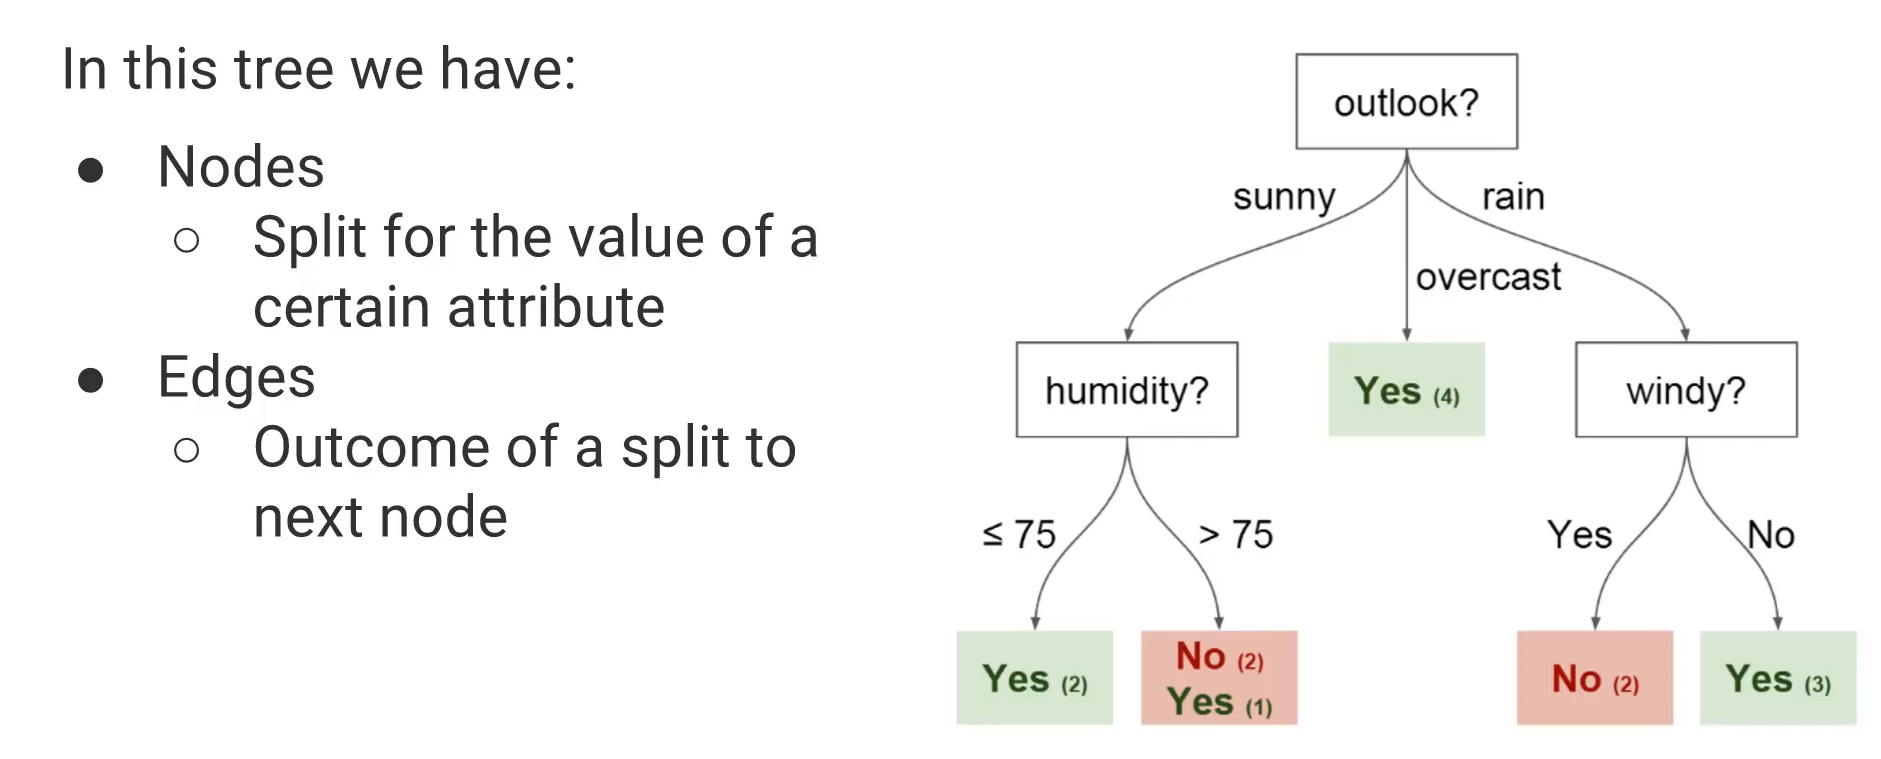 In this tree we have:
● Nodes
○ Split for the value of a
certain attribute
● Edges
○ Outcome of a split to
next node
outlook?
sunny
rain
overcast
humidity?
Yes (4)
windy?
≤ 75
> 75
Yes
No
Yes (2)
No (2)
Yes (1)
No (2)
Yes (3)